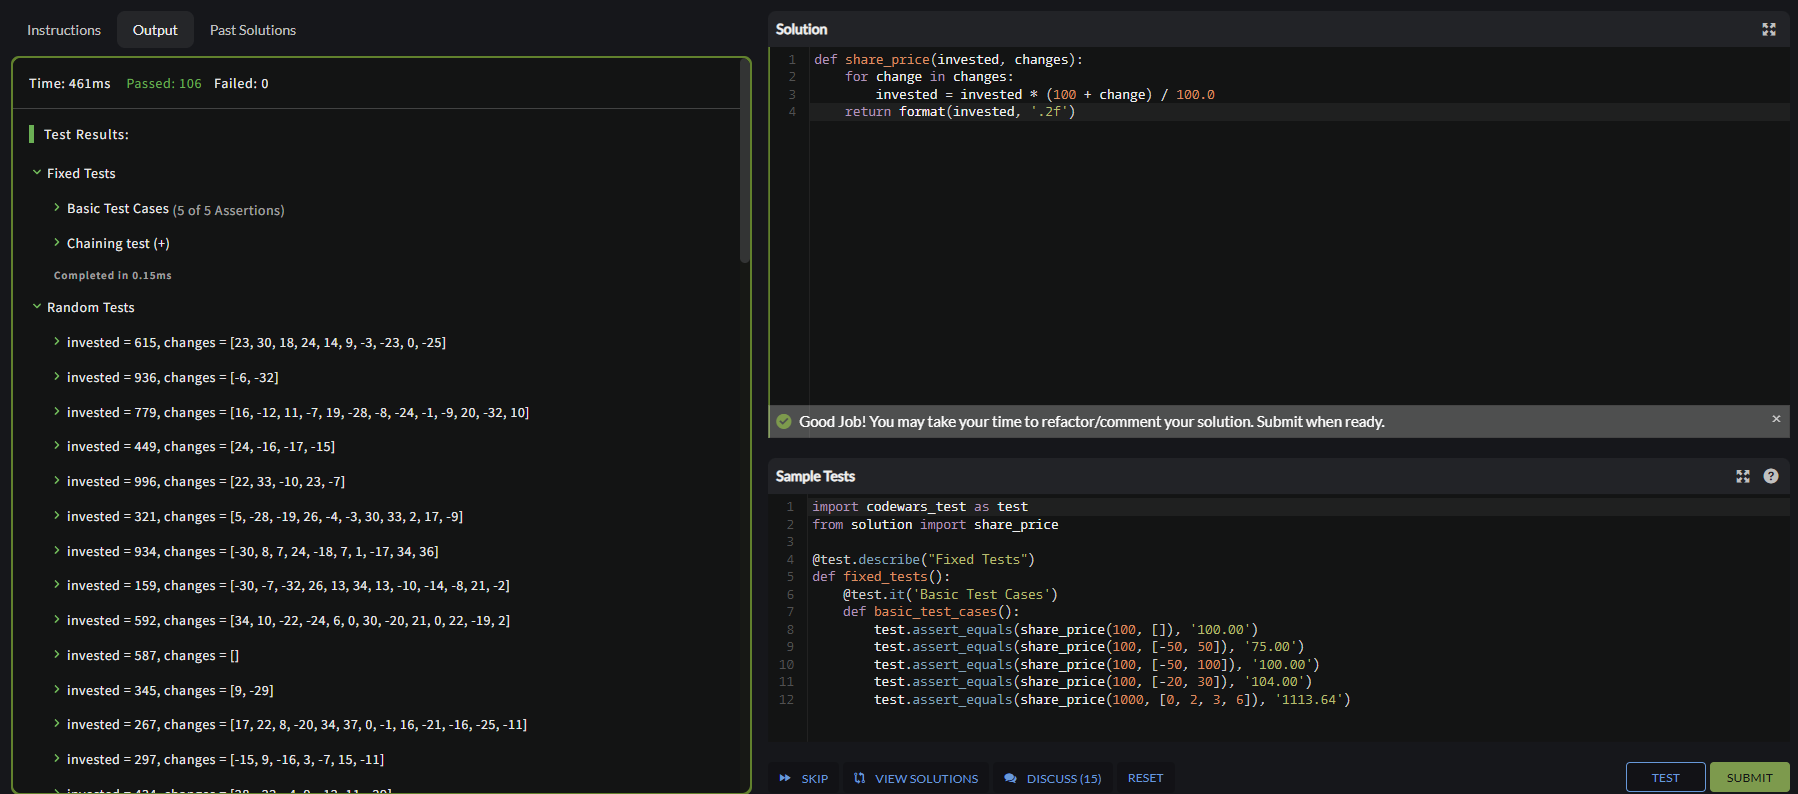 Instructions
Output
Past Solutions
Time: 461ms Passed: 106 Failed: 0
Test Results:
Fixed Tests
Basic Test Cases (5 of 5 Assertions)
Chaining test (+)
Completed in 0.15ms
Random Tests
invested = 615, changes = [23, 30, 18, 24, 14, 9, -3, -23, 0, -25]
invested = 936, changes = [-6, -32]
invested = 779, changes = [16, -12, 11, -7, 19, -28, -8, -24, -1, -9, 20, -32, 10]
invested = 449, changes = [24, -16, -17, -15]
invested = 996, changes = [22, 33, -10, 23, -7]
invested = 321, changes = [5, -28, -19, 26, -4, -3, 30, 33, 2, 17, -9]
invested = 934, changes = [-30, 8, 7, 24, -18, 7, 1, -17, 34, 36]
invested = 159, changes = [-30, -7, -32, 26, 13, 34, 13, -10, -14, -8, 21, -2]
invested = 592, changes = [34, 10, -22, -24, 6, 0, 30, -20, 21, 0, 22, -19, 2]
invested = 587, changes = []
invested = 345, changes = [9, -29]
invested = 267, changes = [17, 22, 8, -20, 34, 37, 0, -1, 16, -21, -16, -25, -11]
invested = 297, changes = [-15, 9, -16, 3, -7, 15, -11]
Solution
1 def share_price(invested, changes):
2     for change in changes:
3         invested = invested * (100 + change) / 100.0
4     return format(invested, '.2f')
Good Job! You may take your time to refactor/comment your solution. Submit when ready.
×
Sample Tests
?
1 import codewars_test as test
2 from solution import share_price
3
4 @test.describe("Fixed Tests")
5 def fixed_tests():
6     @test.it('Basic Test Cases')
7     def basic_test_cases():
8         test.assert_equals(share_price(100, []), '100.00')
9         test.assert_equals(share_price(100, [-50, 50]), '75.00')
10         test.assert_equals(share_price(100, [-50, 100]), '100.00')
11         test.assert_equals(share_price(100, [-20, 30]), '104.00')
12         test.assert_equals(share_price(1000, [0, 2, 3, 6]), '1113.64')
SKIP
VIEW SOLUTIONS
DISCUSS (15)
RESET
TEST
SUBMIT